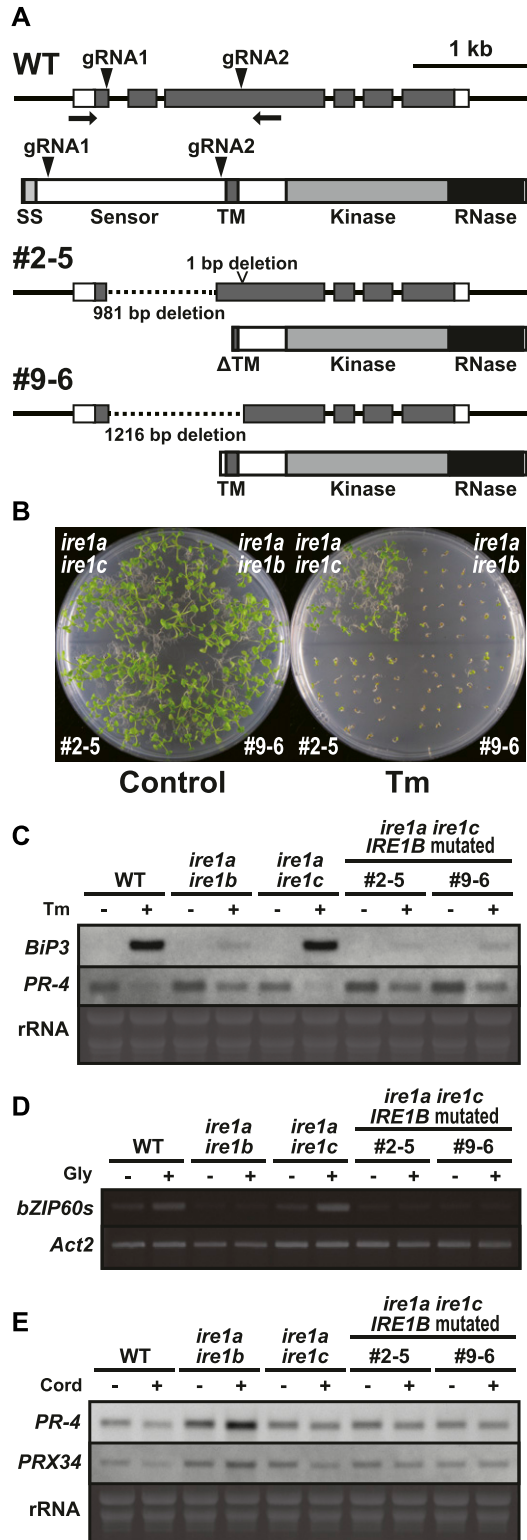 A
WT
gRNA1
gRNA2
1 kb
gRNA1
gRNA2
SS
Sensor
TM
Kinase
RNase
#2-5
1 bp deletion
981 bp deletion
ΔTM
Kinase
RNase
#9-6
1216 bp deletion
TM
Kinase
RNase
B
ire1a
ire1c
ire1a
ire1b
#2-5
#9-6
ire1a
ire1c
ire1a
ire1b
#2-5
#9-6
Control
Tm
C
ire1a ire1c
IRE1B mutated
WT
ire1a
ire1b
ire1a
ire1c
#2-5
#9-6
Tm - + - + - + - + - +
BiP3
PR-4
rRNA
D
ire1a ire1c
IRE1B mutated
WT
ire1a
ire1b
ire1a
ire1c
#2-5
#9-6
Gly - + - + - + - + - +
bZIP60s
Act2
E
ire1a ire1c
IRE1B mutated
WT
ire1a
ire1b
ire1a
ire1c
#2-5
#9-6
Cord - + - + - + - + - +
PR-4
PRX34
rRNA